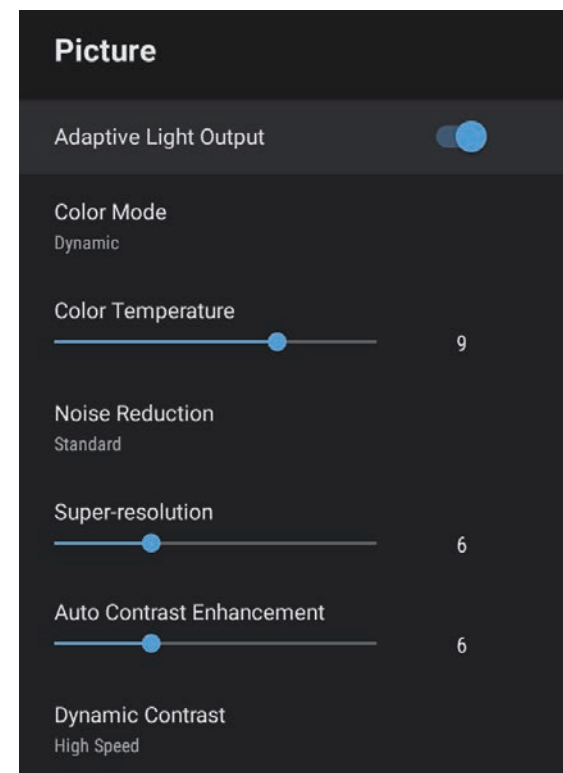 Picture
Adaptive Light Output
Color Mode
Dynamic
Color Temperature
9
Noise Reduction
Standard
Super-resolution
6
Auto Contrast Enhancement
6
Dynamic Contrast
High Speed